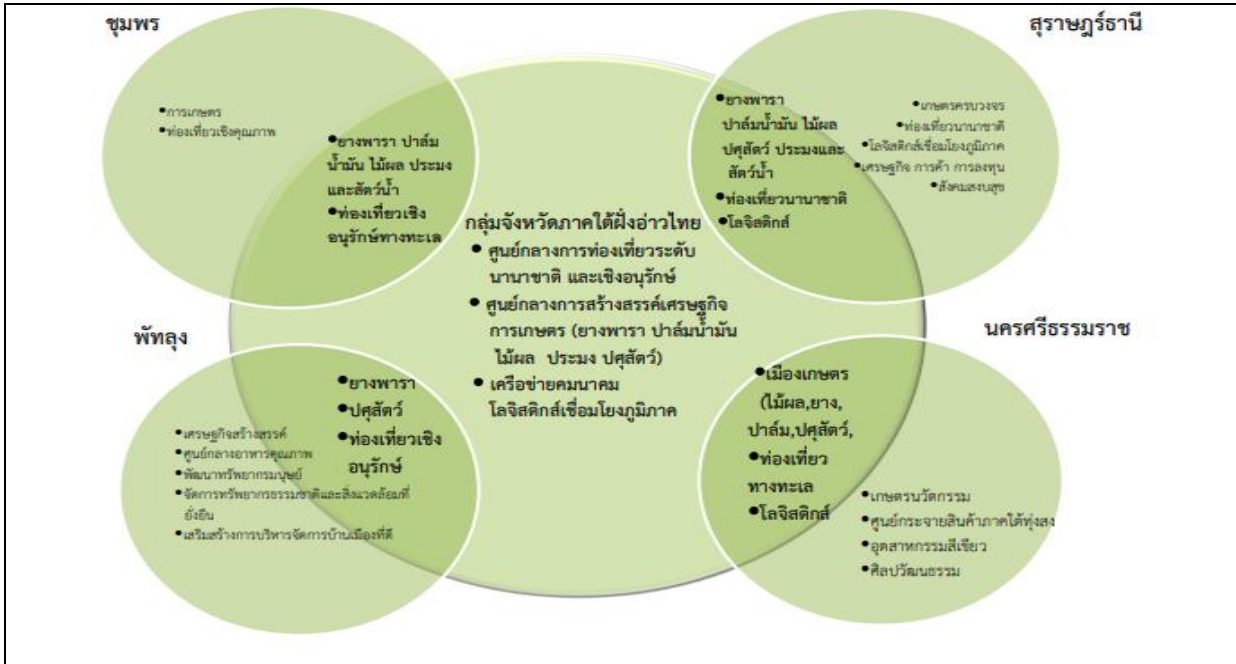 ชุมพร
•การเกษตร
•ท่องเที่ยวเชิงคุณภาพ
•ยางพารา ปาล์ม
น้ำมัน ไม้ผล ประมง
และสัตว์น้ำ
•ท่องเที่ยวเชิง
อนุรักษ์ทางทะเล
สุราษฎร์ธานี
•ยางพารา
ปาล์มน้ำมัน ไม้ผล
ปศุสัตว์ ประมงและ
สัตว์น้ำ
•ท่องเที่ยวนานาชาติ
•โลจิสติกส์
•เกษตรครบวงจร
•ท่องเที่ยวนานาชาติ
•โลจิสติกส์เชื่อมโยงภูมิภาค
•เศรษฐกิจ การค้า การลงทุน
•สังคมสงบสุข
กลุ่มจังหวัดภาคใต้ฝั่งอ่าวไทย
• ศูนย์กลางการท่องเที่ยวระดับ
นานาชาติ และเชิงอนุรักษ์
• ศูนย์กลางการสร้างสรรค์เศรษฐกิจ
การเกษตร (ยางพารา ปาล์มน้ำมัน
ไม้ผล ประมง ปศุสัตว์)
• เครือข่ายคมนาคม
โลจิสติกส์เชื่อมโยงภูมิภาค
พัทลุง
•ยางพารา
•ปศุสัตว์
•ท่องเที่ยวเชิง
อนุรักษ์
•เศรษฐกิจสร้างสรรค์
•ศูนย์กลางอาหารคุณภาพ
•พัฒนาทรัพยากรมนุษย์
•จัดการทรัพยากรธรรมชาติและสิ่งแวดล้อมที่
ยั่งยืน
•เสริมสร้างการบริหารจัดการบ้านเมืองที่ดี
นครศรีธรรมราช
•เมืองเกษตร
(ไม้ผล,ยาง,
ปาล์ม,ปศุสัตว์,
•ท่องเที่ยว
ทางทะเล
•โลจิสติกส์
•เกษตรนวัตกรรม
•ศูนย์กระจายสินค้าภาคใต้ทุ่งสง
•อุตสาหกรรมสีเขียว
•ศิลปวัฒนธรรม